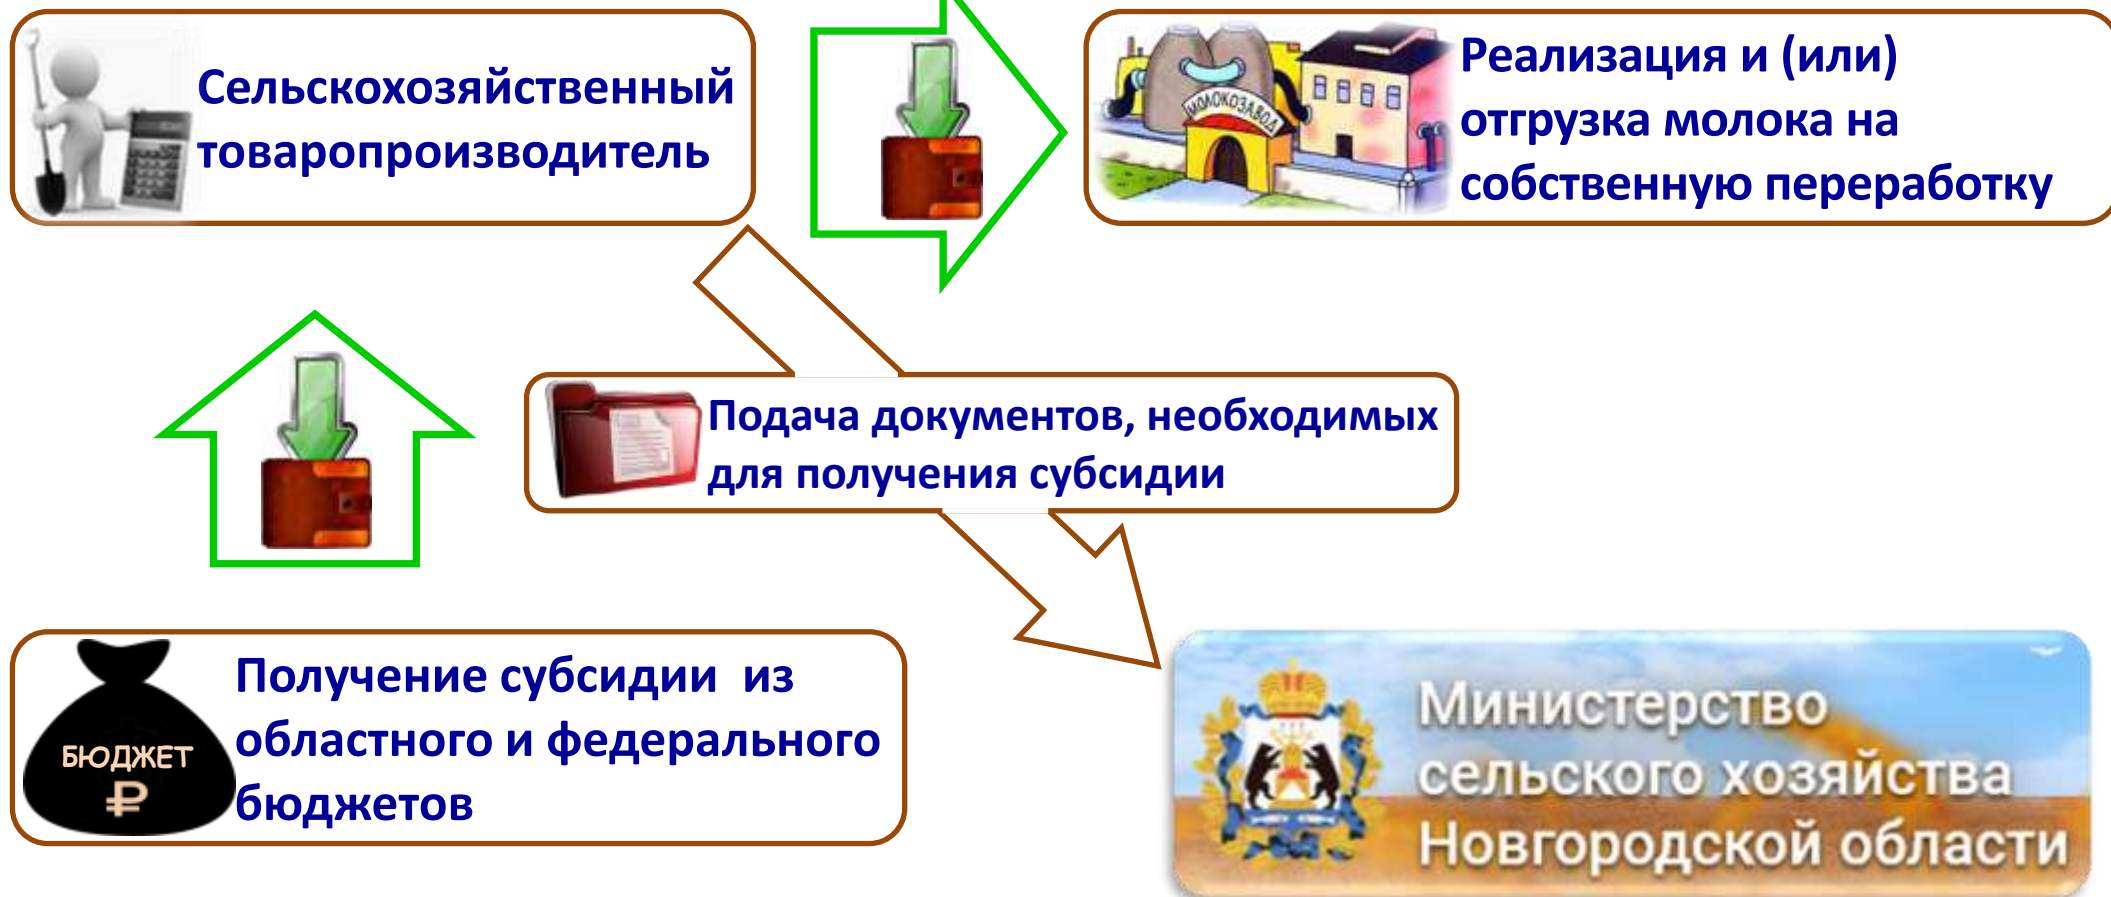 Сельскохозяйственный
товаропроизводитель
МОЛОКОЗАВОД
Реализация и (или)
отгрузка молока на
собственную переработку
Подача документов, необходимых
для получения субсидии
БЮДЖЕТ
₽
Получение субсидии из
областного и федерального
бюджетов
Министерство
сельского хозяйства
Новгородской области